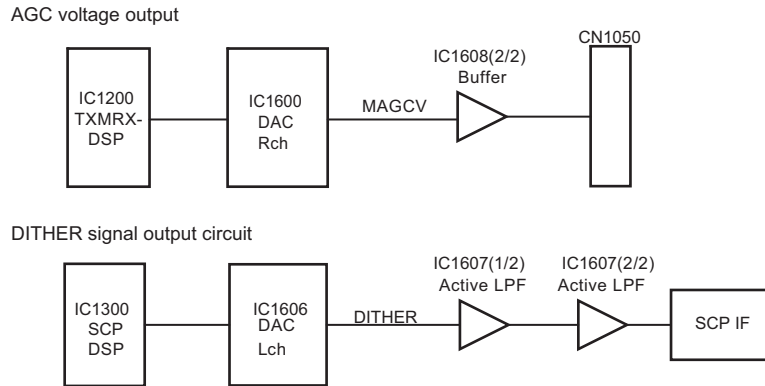 AGC voltage output
CN1050
IC1608(2/2)
Buffer
IC1200
TXMRX-
DSP
IC1600
DAC
Rch
MAGCV
DITHER signal output circuit
IC1607(1/2)
Active LPF
IC1607(2/2)
Active LPF
IC1300
SCP
DSP
IC1606
DAC
Lch
DITHER
SCP IF